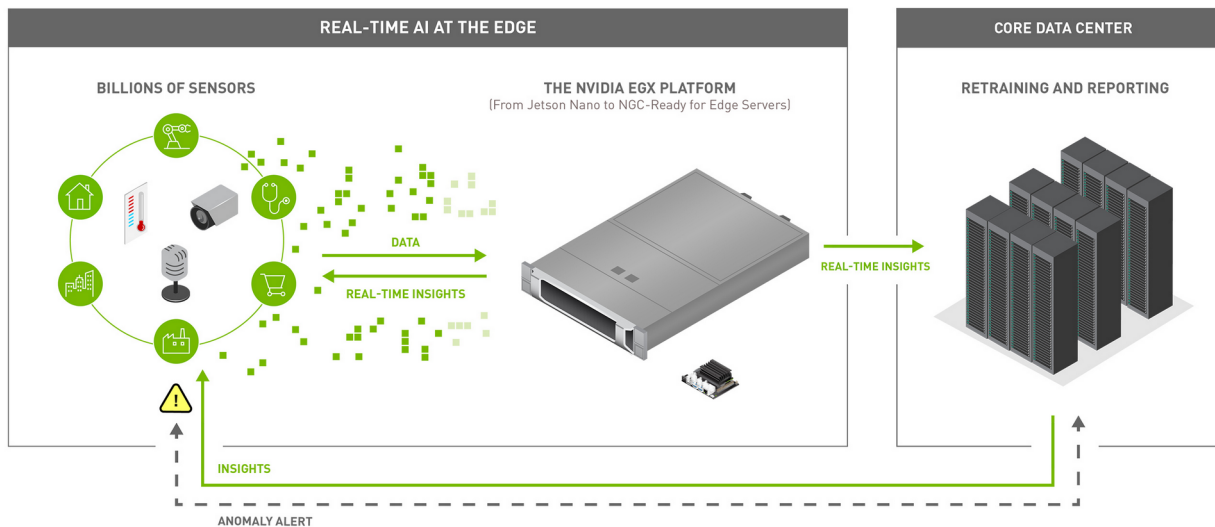 REAL-TIME AI AT THE EDGE
CORE DATA CENTER
BILLIONS OF SENSORS
THE NVIDIA EGX PLATFORM
(From Jetson Nano to NGC-Ready for Edge Servers)
RETRAINING AND REPORTING
DATA
REAL-TIME INSIGHTS
REAL-TIME INSIGHTS
!
INSIGHTS
ANOMALY ALERT